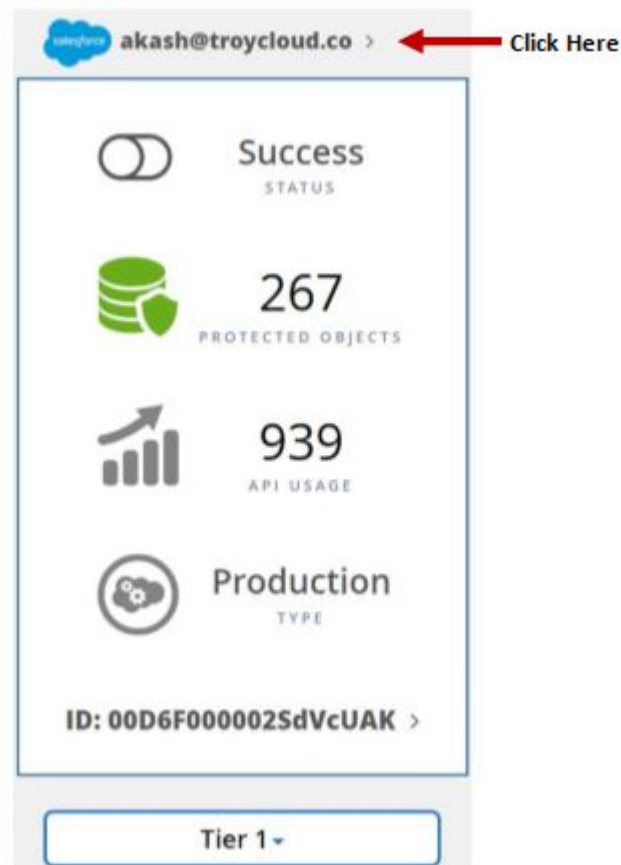 salesforce akash@troycloud.co > Click Here
Success
STATUS
267
PROTECTED OBJECTS
939
API USAGE
Production
TYPE
ID: 00D6F000002SdVcUAK >
Tier 1